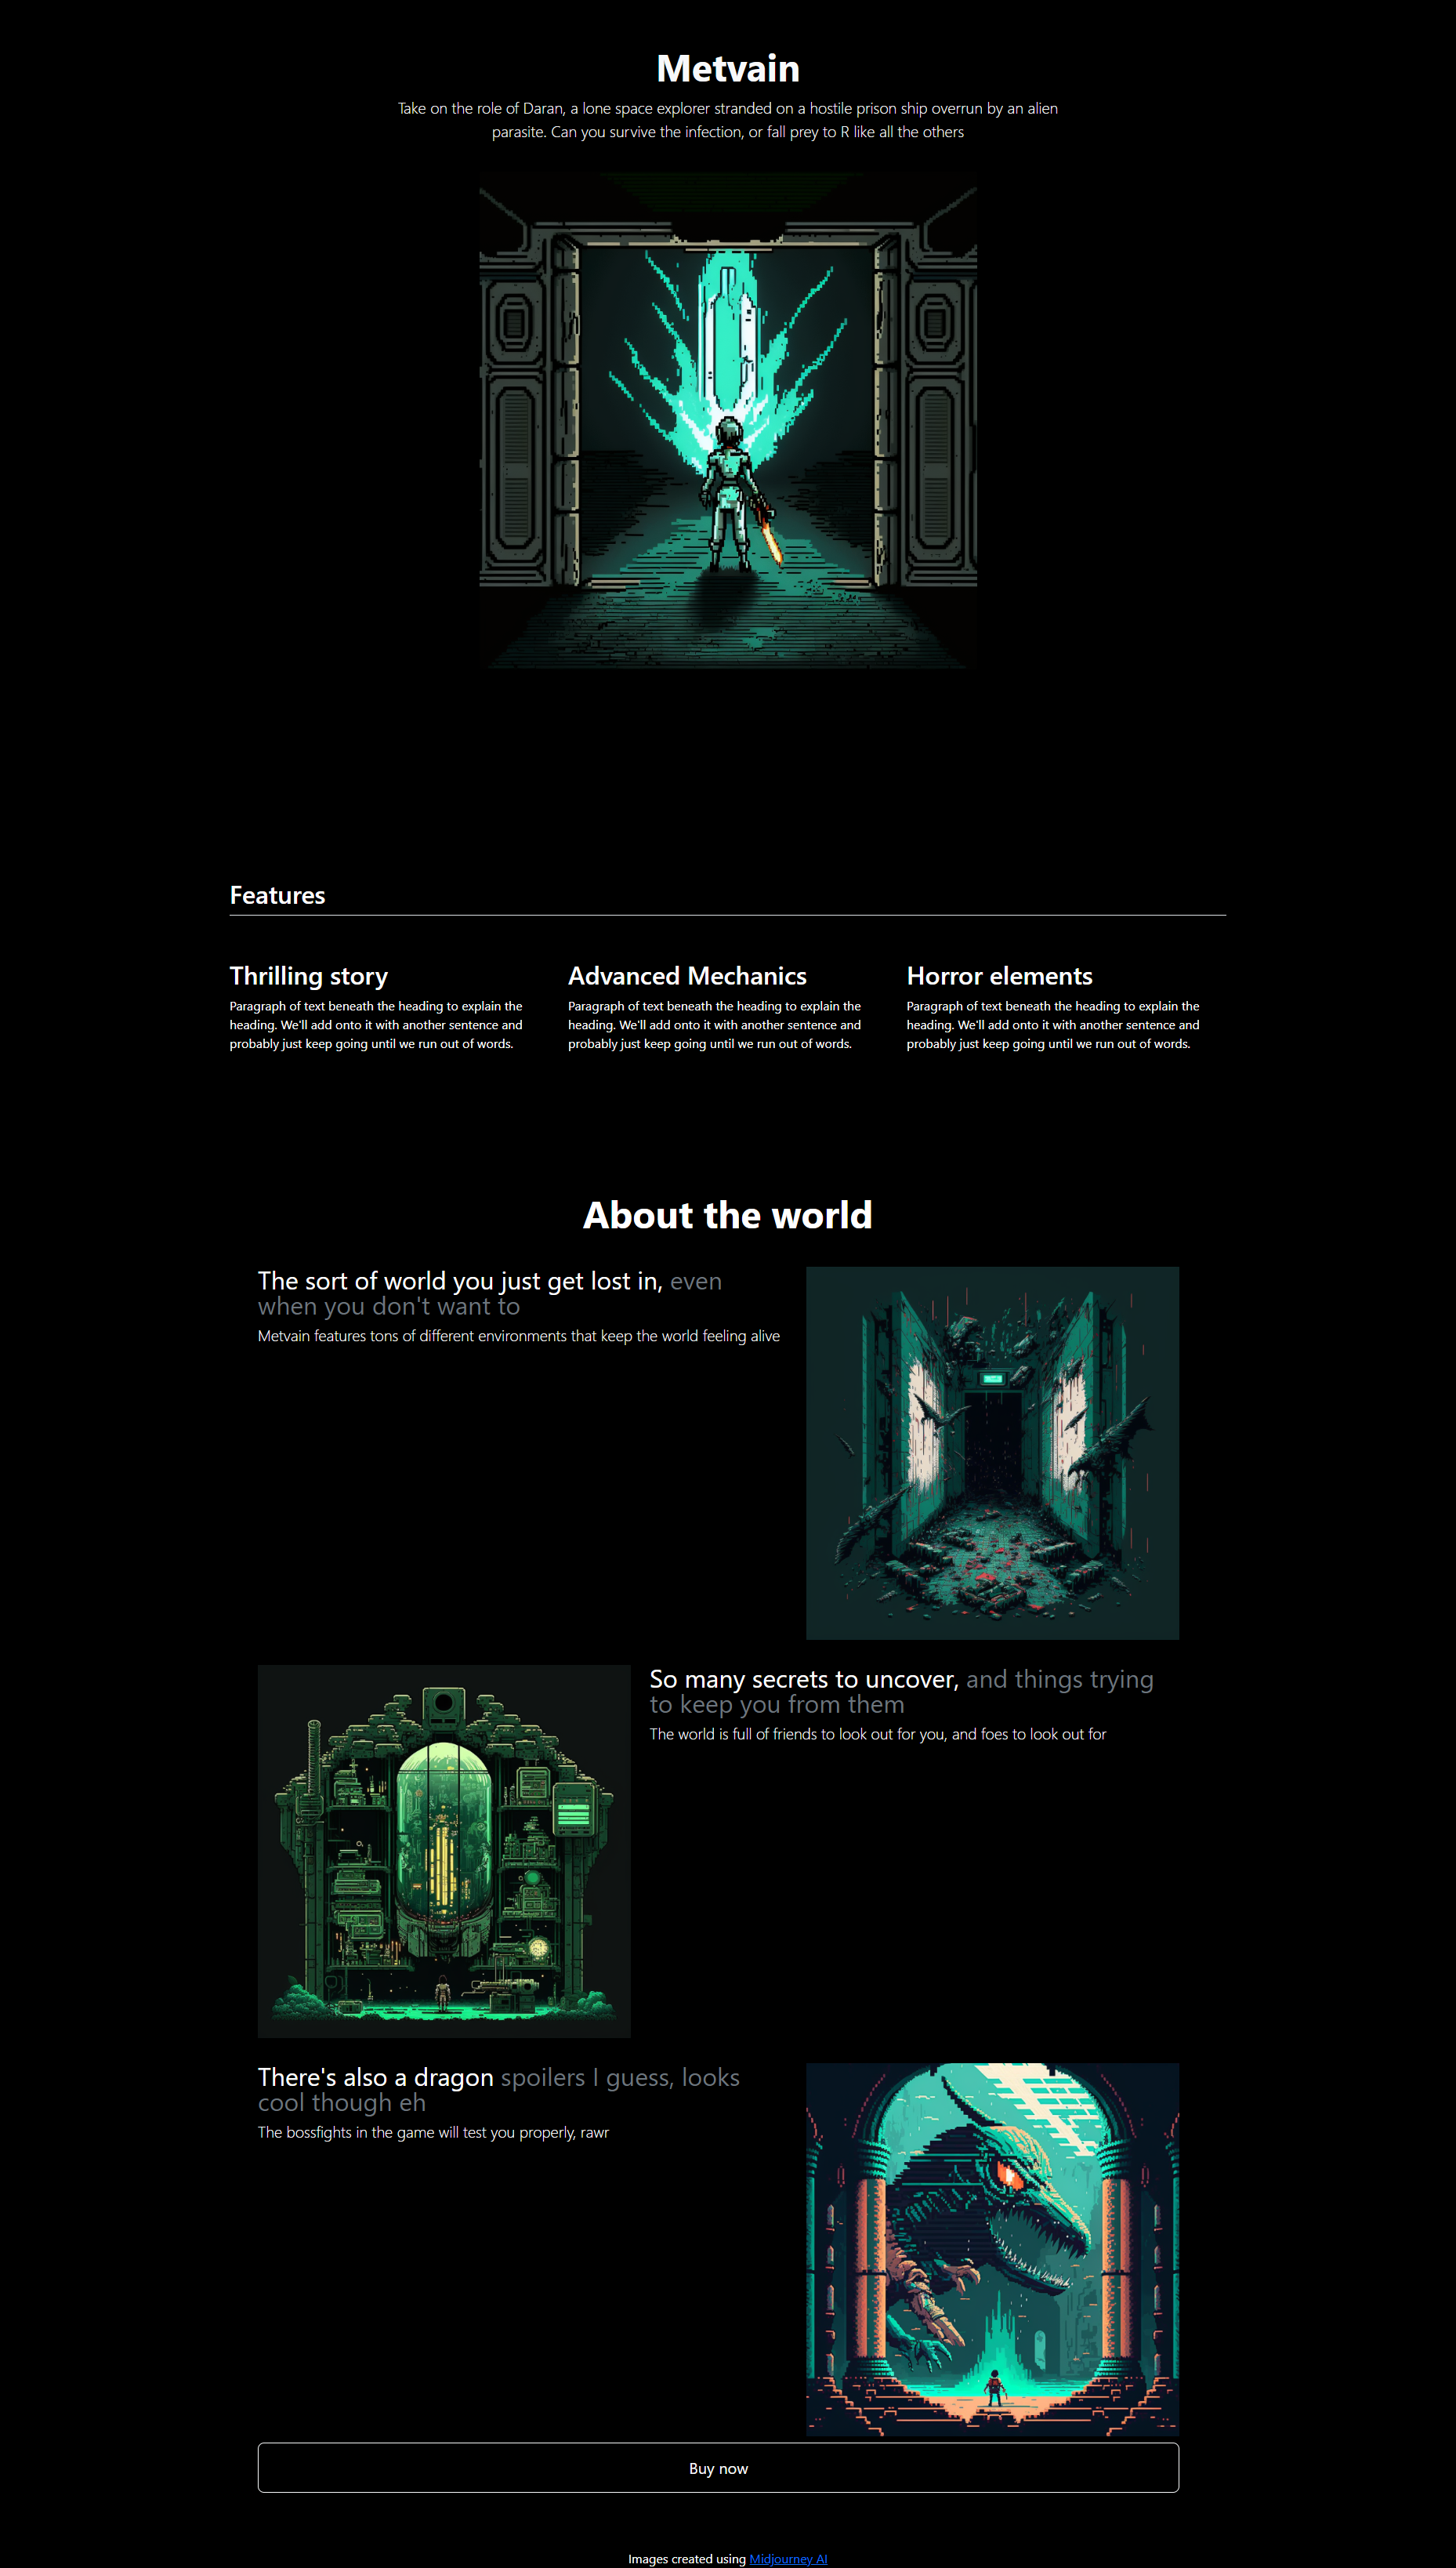 Metvain
Take on the role of Daran, a lone space explorer stranded on a hostile prison ship overrun by an alien
parasite. Can you survive the infection, or fall prey to R like all the others
Features
Thrilling story
Paragraph of text beneath the heading to explain the
heading. We'll add onto it with another sentence and
probably just keep going until we run out of words.
Advanced Mechanics
Paragraph of text beneath the heading to explain the
heading. We'll add onto it with another sentence and
probably just keep going until we run out of words.
Horror elements
Paragraph of text beneath the heading to explain the
heading. We'll add onto it with another sentence and
probably just keep going until we run out of words.
About the world
The sort of world you just get lost in, even
when you don't want to
Metvain features tons of different environments that keep the world feeling alive
So many secrets to uncover, and things trying
to keep you from them
The world is full of friends to look out for you, and foes to look out for
There's also a dragon spoilers I guess, looks
cool though eh
The bossfights in the game will test you properly, rawr
Buy now
Images created using Midjourney AI